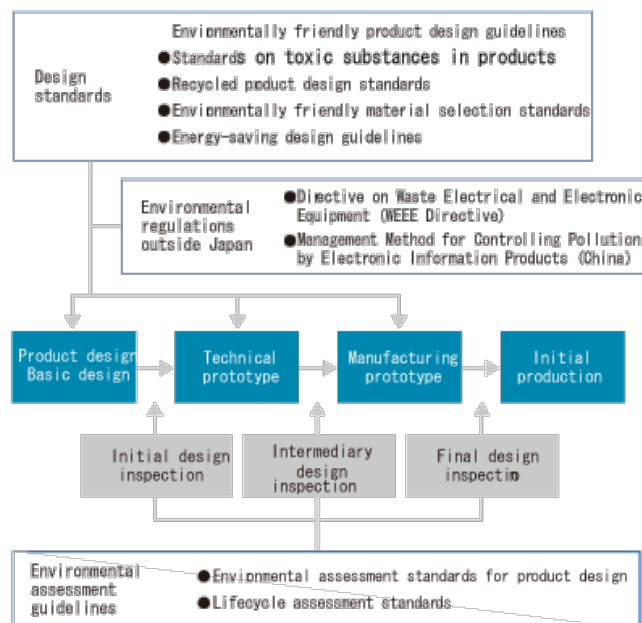 Environmentally friendly product design guidelines
●Standards on toxic substances in products
Design
standards
●Recycled product design standards
●Environmentally friendly material selection standards
●Energy-saving design guidelines
Environmental
regulations
outside Japan
●Directive on Waste Electrical and Electronic
Equipment (WEEE Directive)
●Management Method for Controlling Pollution
by Electronic Information Products (China)
Product design
Basic design
Technical
prototype
Manufacturing
prototype
Initial
production
Initial design
inspection
Intermediary
design
inspection
Final design
inspection
Environmental
assessment
guidelines
●Environmental assessment standards for product design
●Lifecycle assessment standards